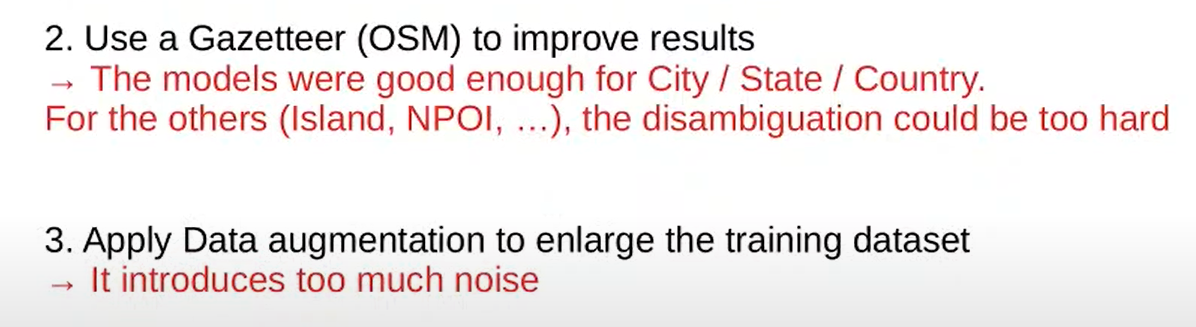 2. Use a Gazetteer (OSM) to improve results
→ The models were good enough for City / State / Country.
For the others (Island, NPOI, …), the disambiguation could be too hard
3. Apply Data augmentation to enlarge the training dataset
→ It introduces too much noise